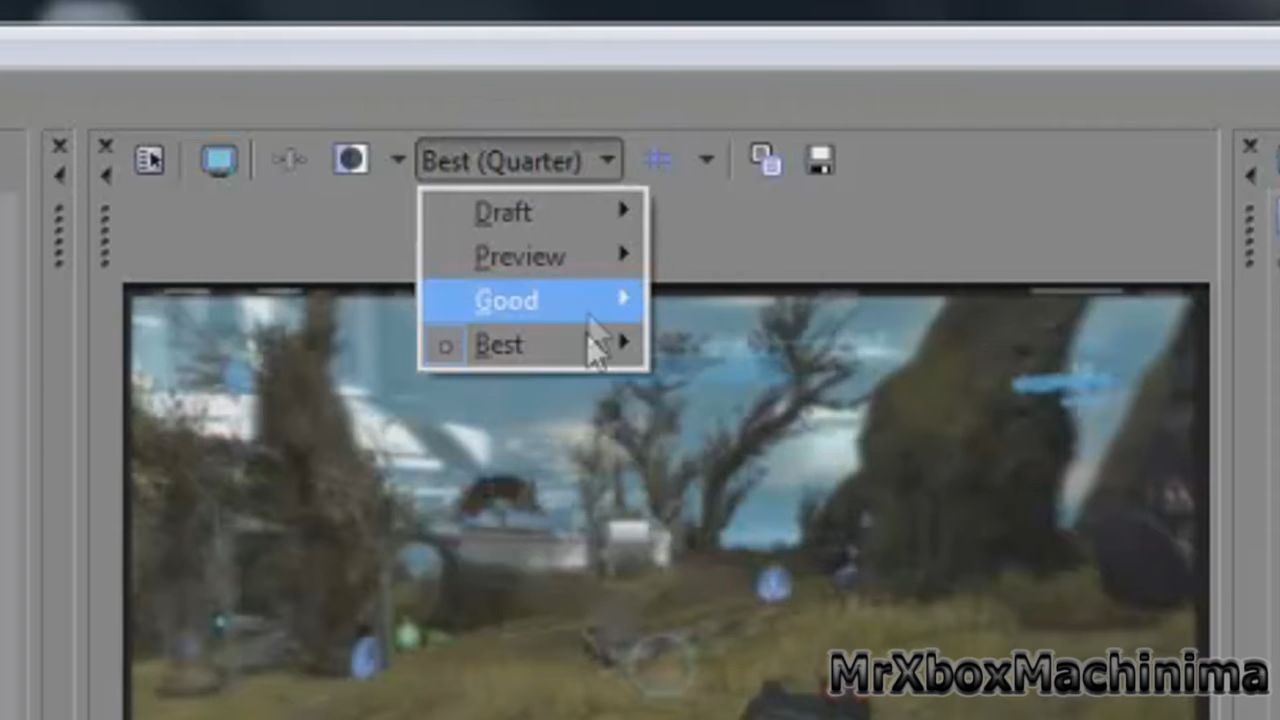 Best (Quarter)
Draft
Preview
Good
Best
MrXboxMachinima